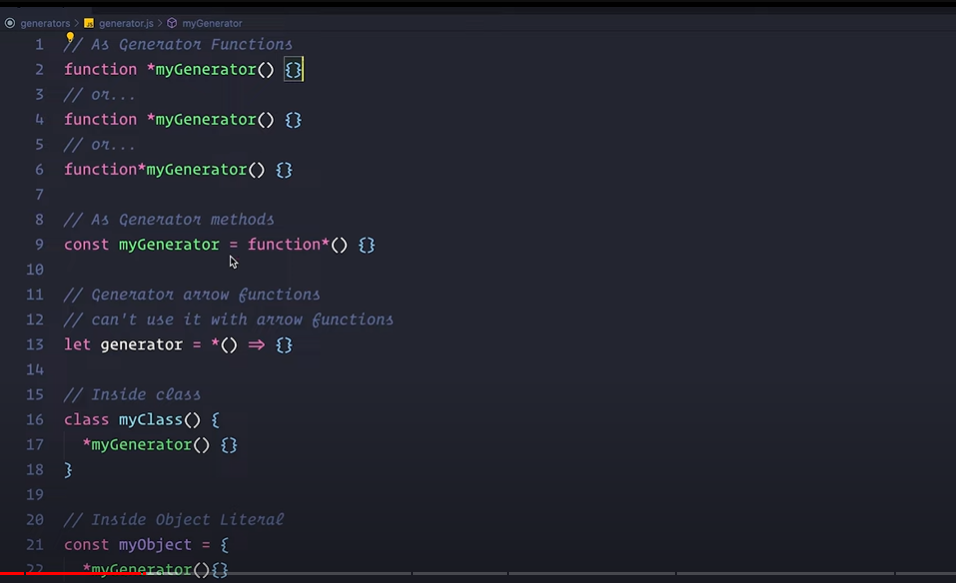 generators > JS generator.js > myGenerator
1 // As Generator Functions
2 function *myGenerator() {}
3 // or...
4 function *myGenerator() {}
5 // or...
6 function*myGenerator() {}
7
8 // As Generator methods
9 const myGenerator = function*() {}
10
11 // Generator arrow functions
12 // can't use it with arrow functions
13 let generator = *() => {}
14
15 // Inside class
16 class myClass() {
17 *myGenerator() {}
18 }
19
20 // Inside Object Literal
21 const myObject = {
22 *myGenerator(){}